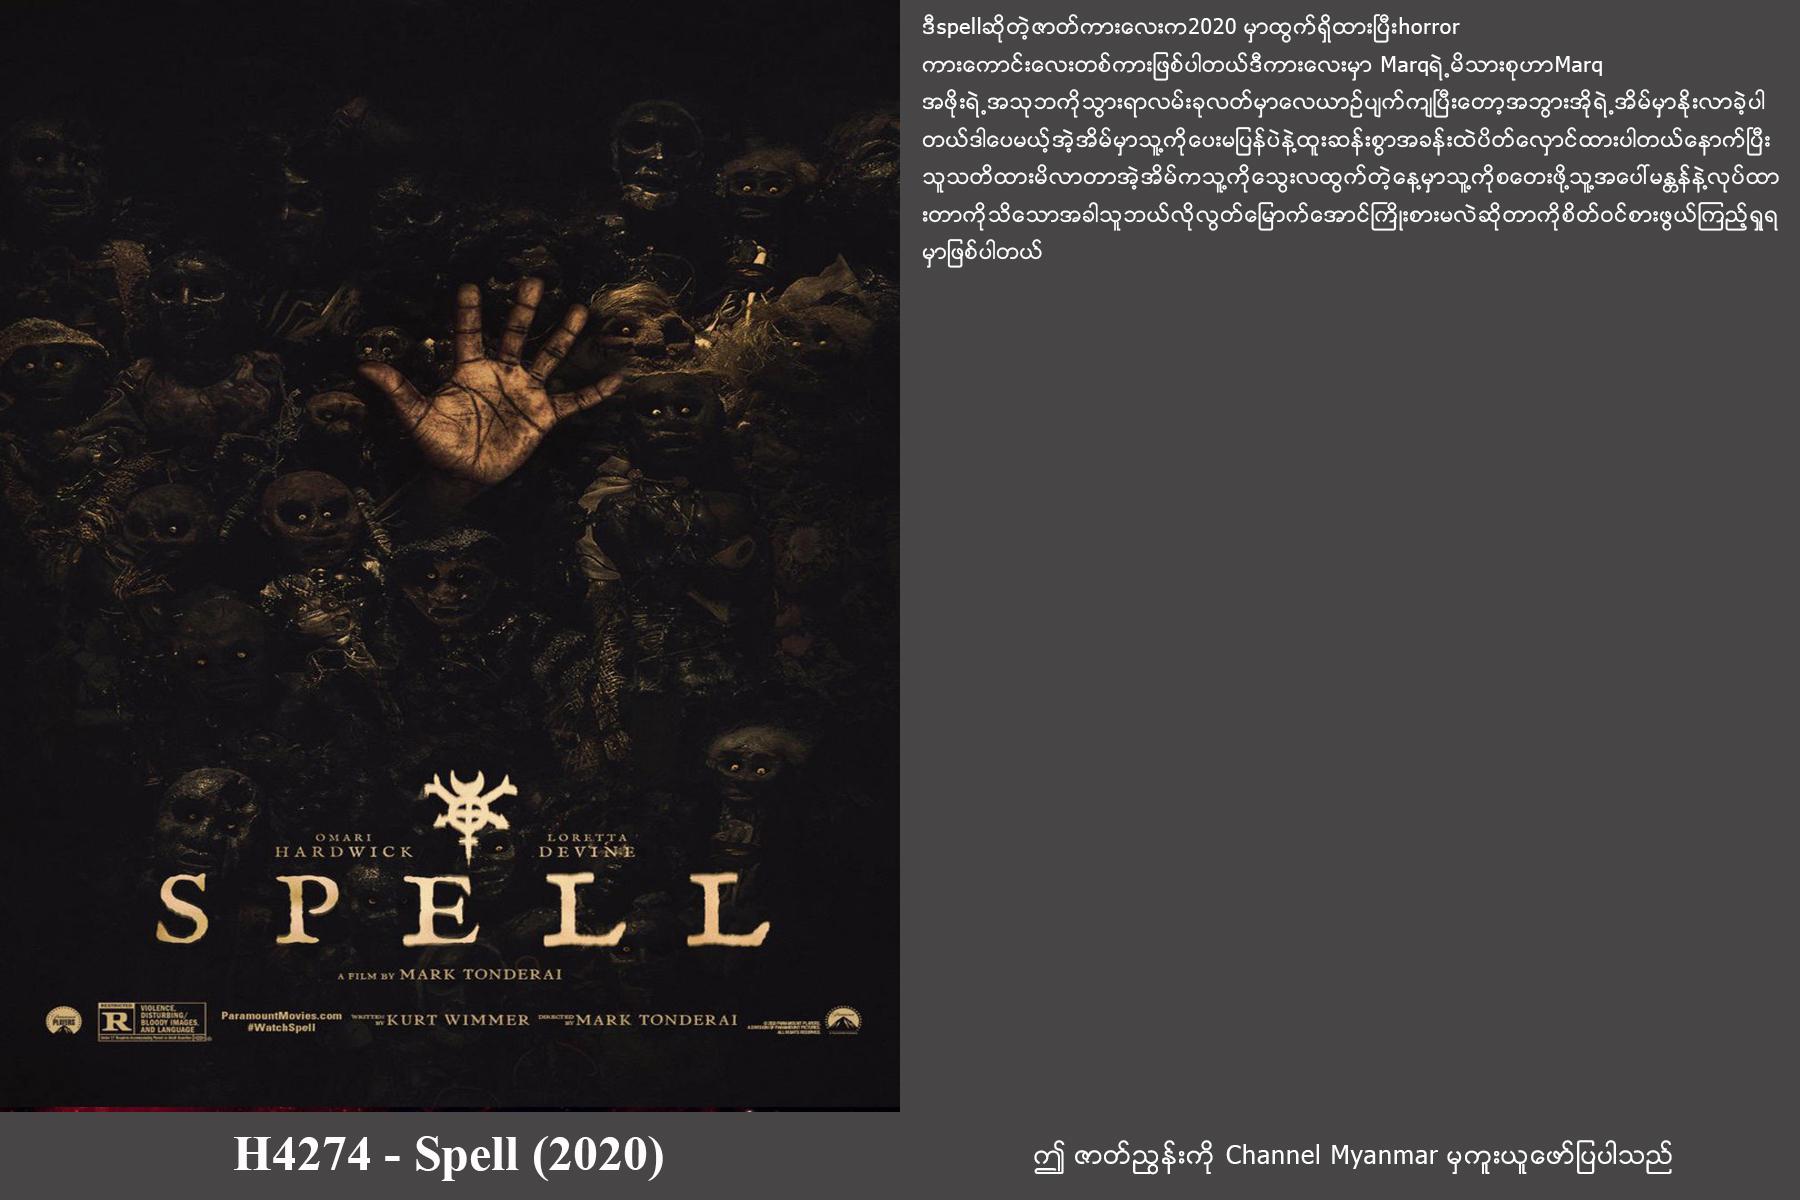 OMARI
HARDWICK
LORETTA
DEVINE
SPELL
A FILM BY MARK TONDERAI
PLAYERS
RESTRICTED
R
VIOLENCE,
DISTURBING/
BLOODY IMAGES,
AND LANGUAGE
ParamountMovies.com
#WatchSpell
WRITTEN BY KURT WIMMER
DIRECTED BY MARK TONDERAI
H4274 - Spell (2020)
ဒီspellဆိုတဲ့ဇာတ်ကားလေးက2020 မှာထွက်ရှိထားပြီးhorror
ကားကောင်းလေးတစ်ကားဖြစ်ပါတယ်ဒီကားလေးမှာ Marqရဲ့မိသားစုဟာMarq
အဖိုးရဲ့အသုဘကိုသွားရာလမ်းခုလတ်မှာလေယာဉ်ပျက်ကျပြီးတော့အဘွားအိုရဲ့အိမ်မှာနိုးလာခဲ့ပါ
တယ်ဒါပေမယ့်အဲ့အိမ်မှာသူ့ကိုပေးမပြန်ပဲနဲ့ထူးဆန်းစွာအခန်းထဲပိတ်လှောင်ထားပါတယ်နောက်ပြီး
သူသတိထားမိလာတာအဲ့အိမ်ကသူ့ကိုသွေးလထွက်တဲ့နေ့မှာသူ့ကိုစတေးဖို့သူ့အပေါ်မန္တန်နဲ့လုပ်ထာ
းတာကိုသိသောအခါသူဘယ်လိုလွတ်မြောက်အောင်ကြိုးစားမလဲဆိုတာကိုစိတ်ဝင်စားဖွယ်ကြည့်ရှုရ
မှာဖြစ်ပါတယ်
ဤ ဇာတ်ညွှန်းကို Channel Myanmar မှကူးယူဖော်ပြပါသည်